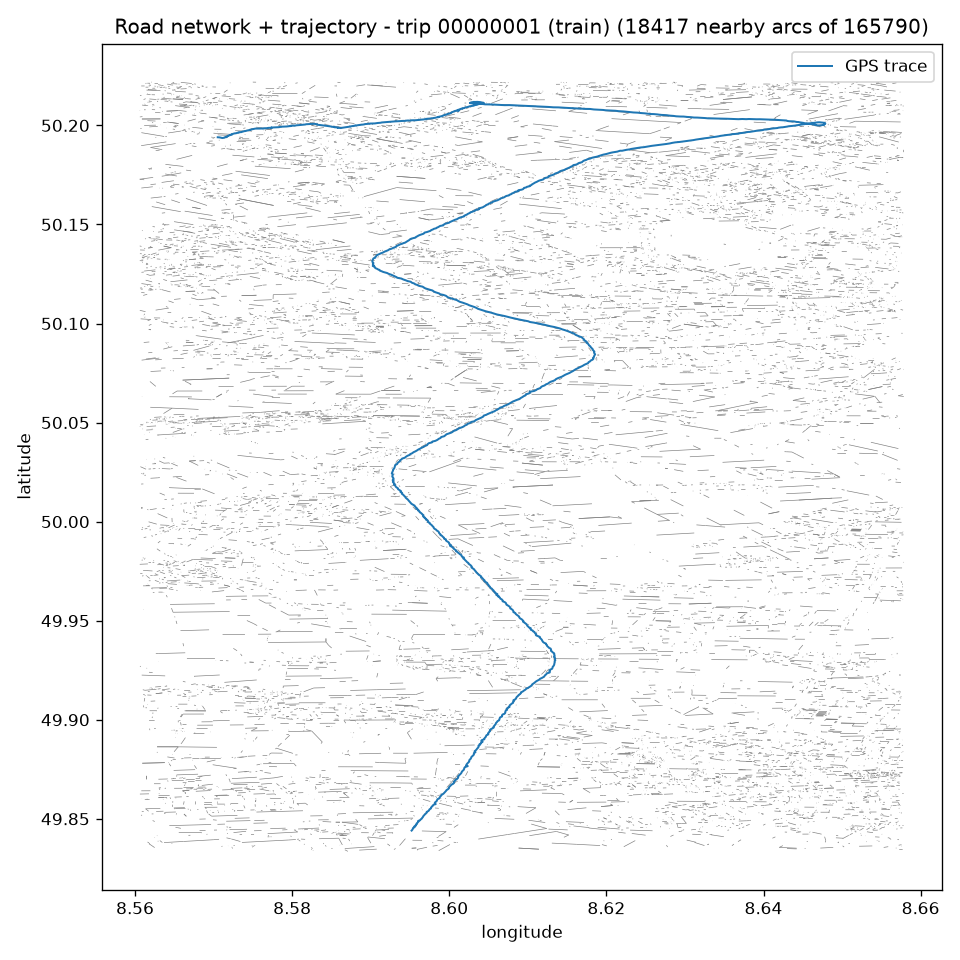 Road network + trajectory - trip 00000001 (train) (18417 nearby arcs of 165790)
GPS trace
50.20
50.15
50.10
50.05
50.00
49.95
49.90
49.85
latitude
8.56 8.58 8.60 8.62 8.64 8.66
longitude